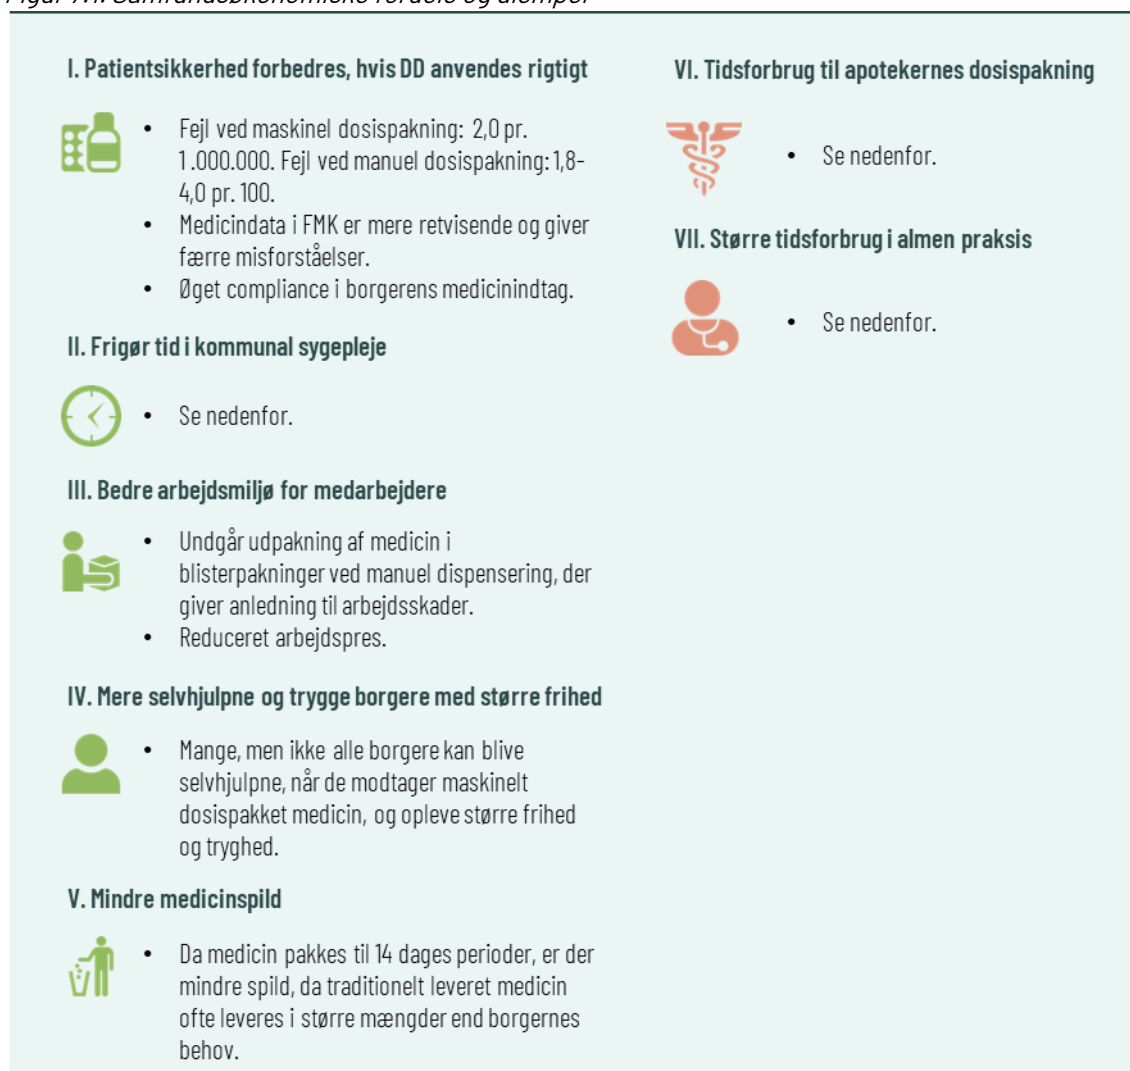 Figur 7.1. Samfundsøkonomiske fordele og ulemper
I. Patientsikkerhed forbedres, hvis DD anvendes rigtigt
• Fejl ved maskinel dosispakning: 2,0 pr.
1.000.000. Fejl ved manuel dosispakning: 1,8-
4,0 pr. 100.
• Medicindata i FMK er mere retvisende og giver
færre misforståelser.
• Øget compliance i borgerens medicinindtag.
II. Frigør tid i kommunal sygepleje
• Se nedenfor.
III. Bedre arbejdsmiljø for medarbejdere
• Undgår udpakning af medicin i
blisterpakninger ved manuel dispensering, der
giver anledning til arbejdsskader.
• Reduceret arbejdspres.
IV. Mere selvhjulpne og trygge borgere med større frihed
• Mange, men ikke alle borgere kan blive
selvhjulpne, når de modtager maskinelt
dosispakket medicin, og opleve større frihed
og tryghed.
V. Mindre medicinspild
• Da medicin pakkes til 14 dages perioder, er der
mindre spild, da traditionelt leveret medicin
ofte leveres i større mængder end borgernes
behov.
VI. Tidsforbrug til apotekernes dosispakning
• Se nedenfor.
VII. Større tidsforbrug i almen praksis
• Se nedenfor.